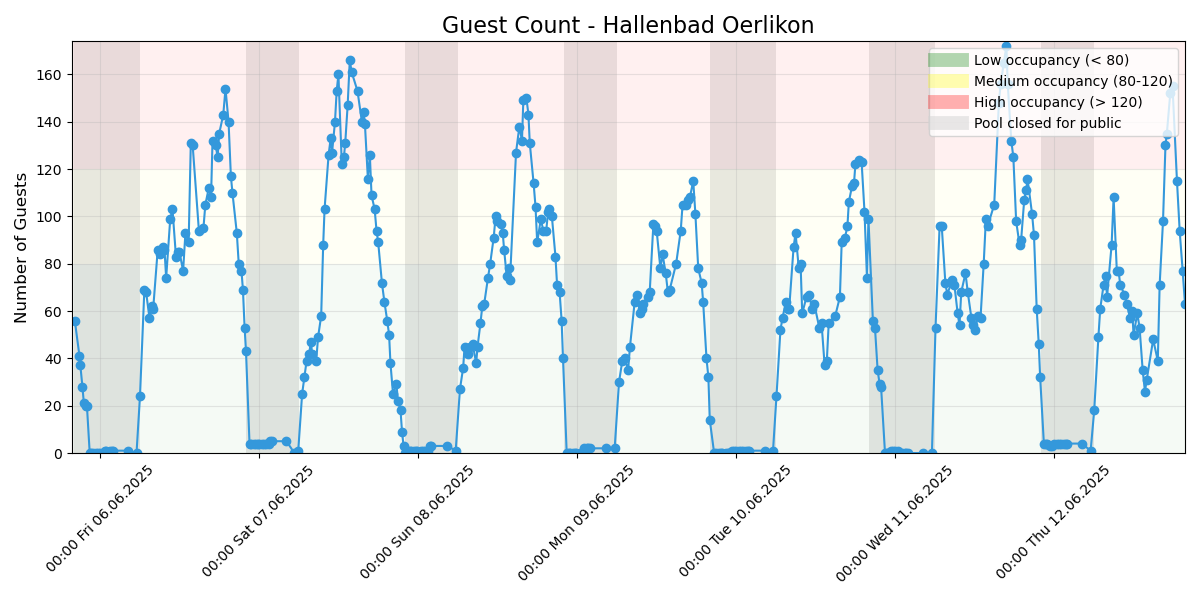 Guest Count - Hallenbad Oerlikon
Number of Guests
160
140
120
100
80
60
40
20
0
Low occupancy (< 80)
Medium occupancy (80-120)
High occupancy (> 120)
Pool closed for public
00:00 Fri 06.06.2025
00:00 Sat 07.06.2025
00:00 Sun 08.06.2025
00:00 Mon 09.06.2025
00:00 Tue 10.06.2025
00:00 Wed 11.06.2025
00:00 Thu 12.06.2025